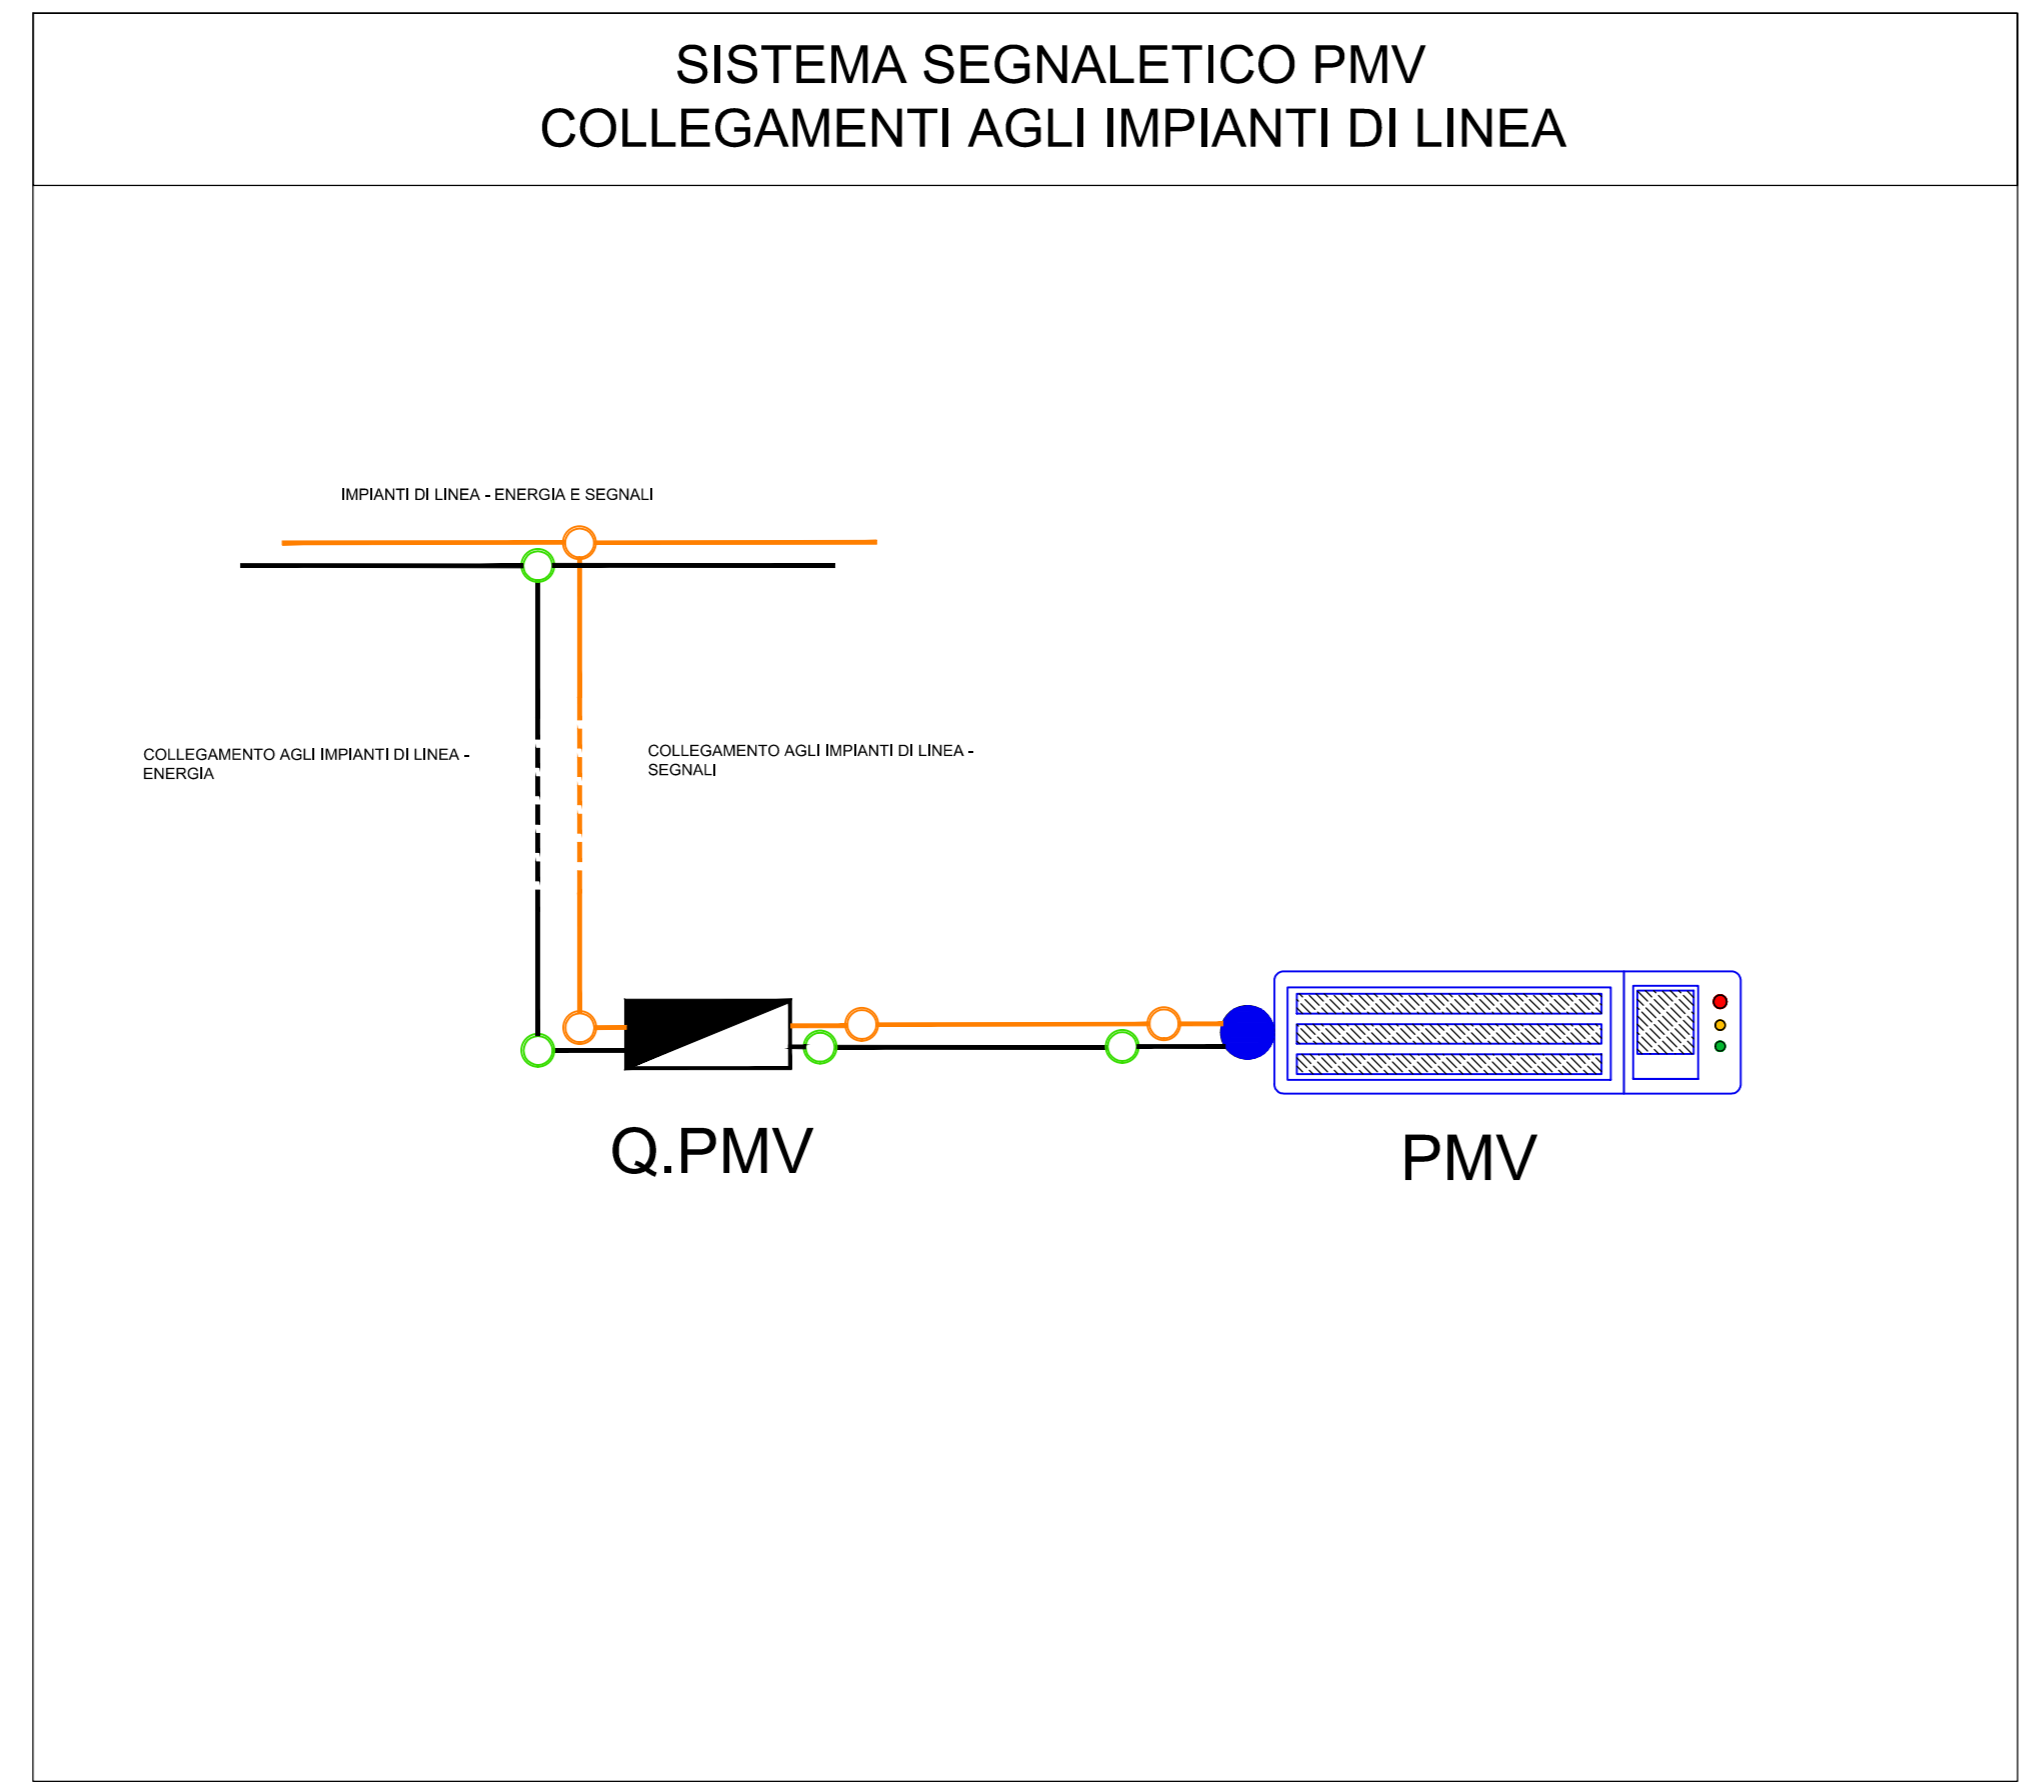 SISTEMA SEGNALETICO PMV
COLLEGAMENTI AGLI IMPIANTI DI LINEA
IMPIANTI DI LINEA - ENERGIA E SEGNALI
COLLEGAMENTO AGLI IMPIANTI DI LINEA -
ENERGIA
COLLEGAMENTO AGLI IMPIANTI DI LINEA -
SEGNALI
Q.PMV
PMV